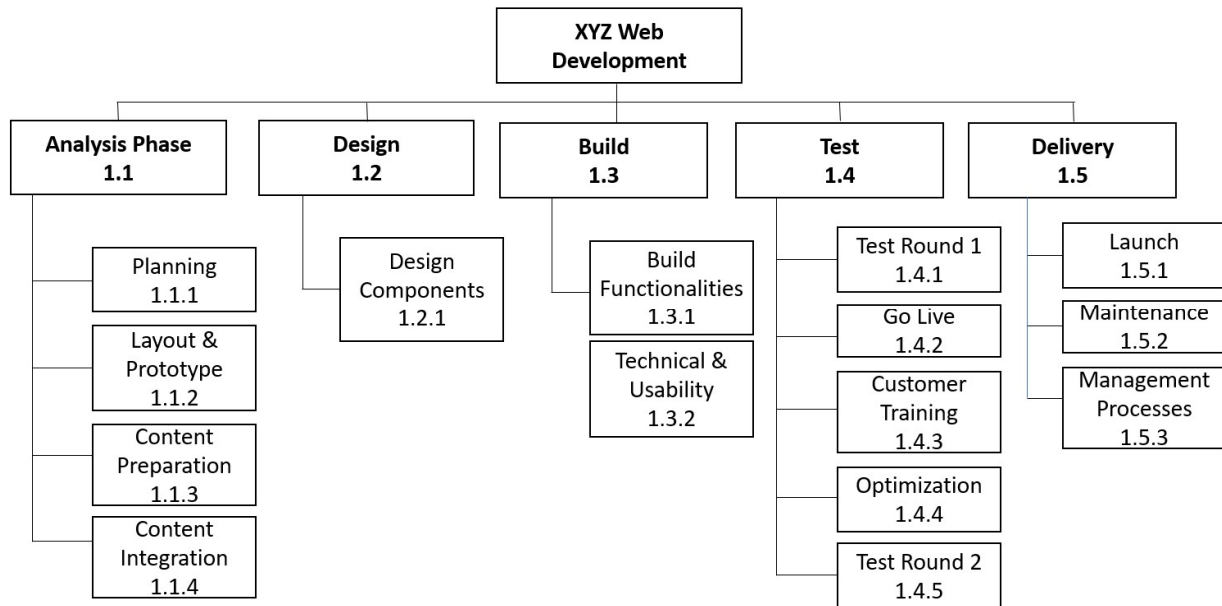 XYZ Web
Development
Analysis Phase
1.1
Design
1.2
Build
1.3
Test
1.4
Delivery
1.5
Planning
1.1.1
Layout &
Prototype
1.1.2
Content
Preparation
1.1.3
Content
Integration
1.1.4
Design
Components
1.2.1
Build
Functionalities
1.3.1
Technical &
Usability
1.3.2
Test Round 1
1.4.1
Go Live
1.4.2
Customer
Training
1.4.3
Optimization
1.4.4
Test Round 2
1.4.5
Launch
1.5.1
Maintenance
1.5.2
Management
Processes
1.5.3